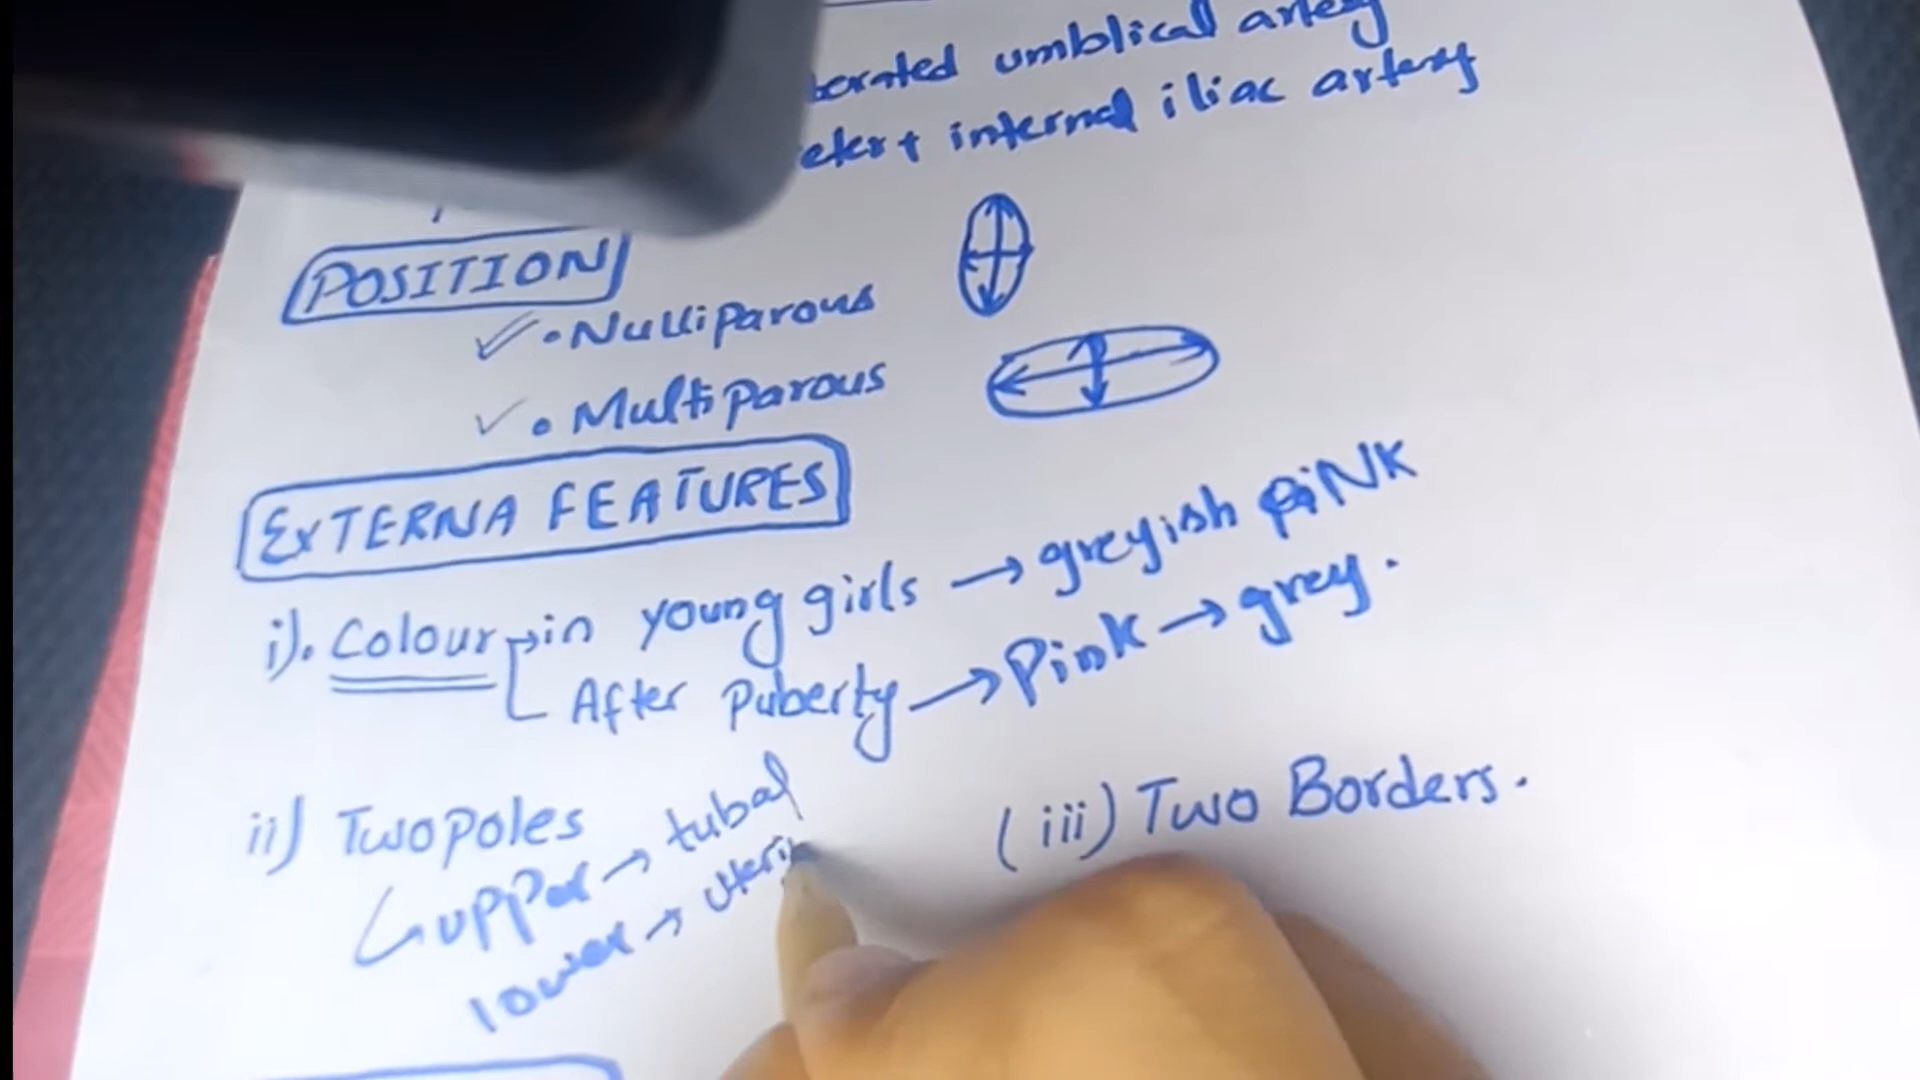 umblical artery
+ internal iliac artery
POSITION
• Nulliparous
• Multiparous
EXTERNA FEATURES
i). Colour → in young girls → greyish piNK
After Puberty → Pink → grey.
ii) Two poles
upper → tubal
lower → uteri
(iii) Two Borders.